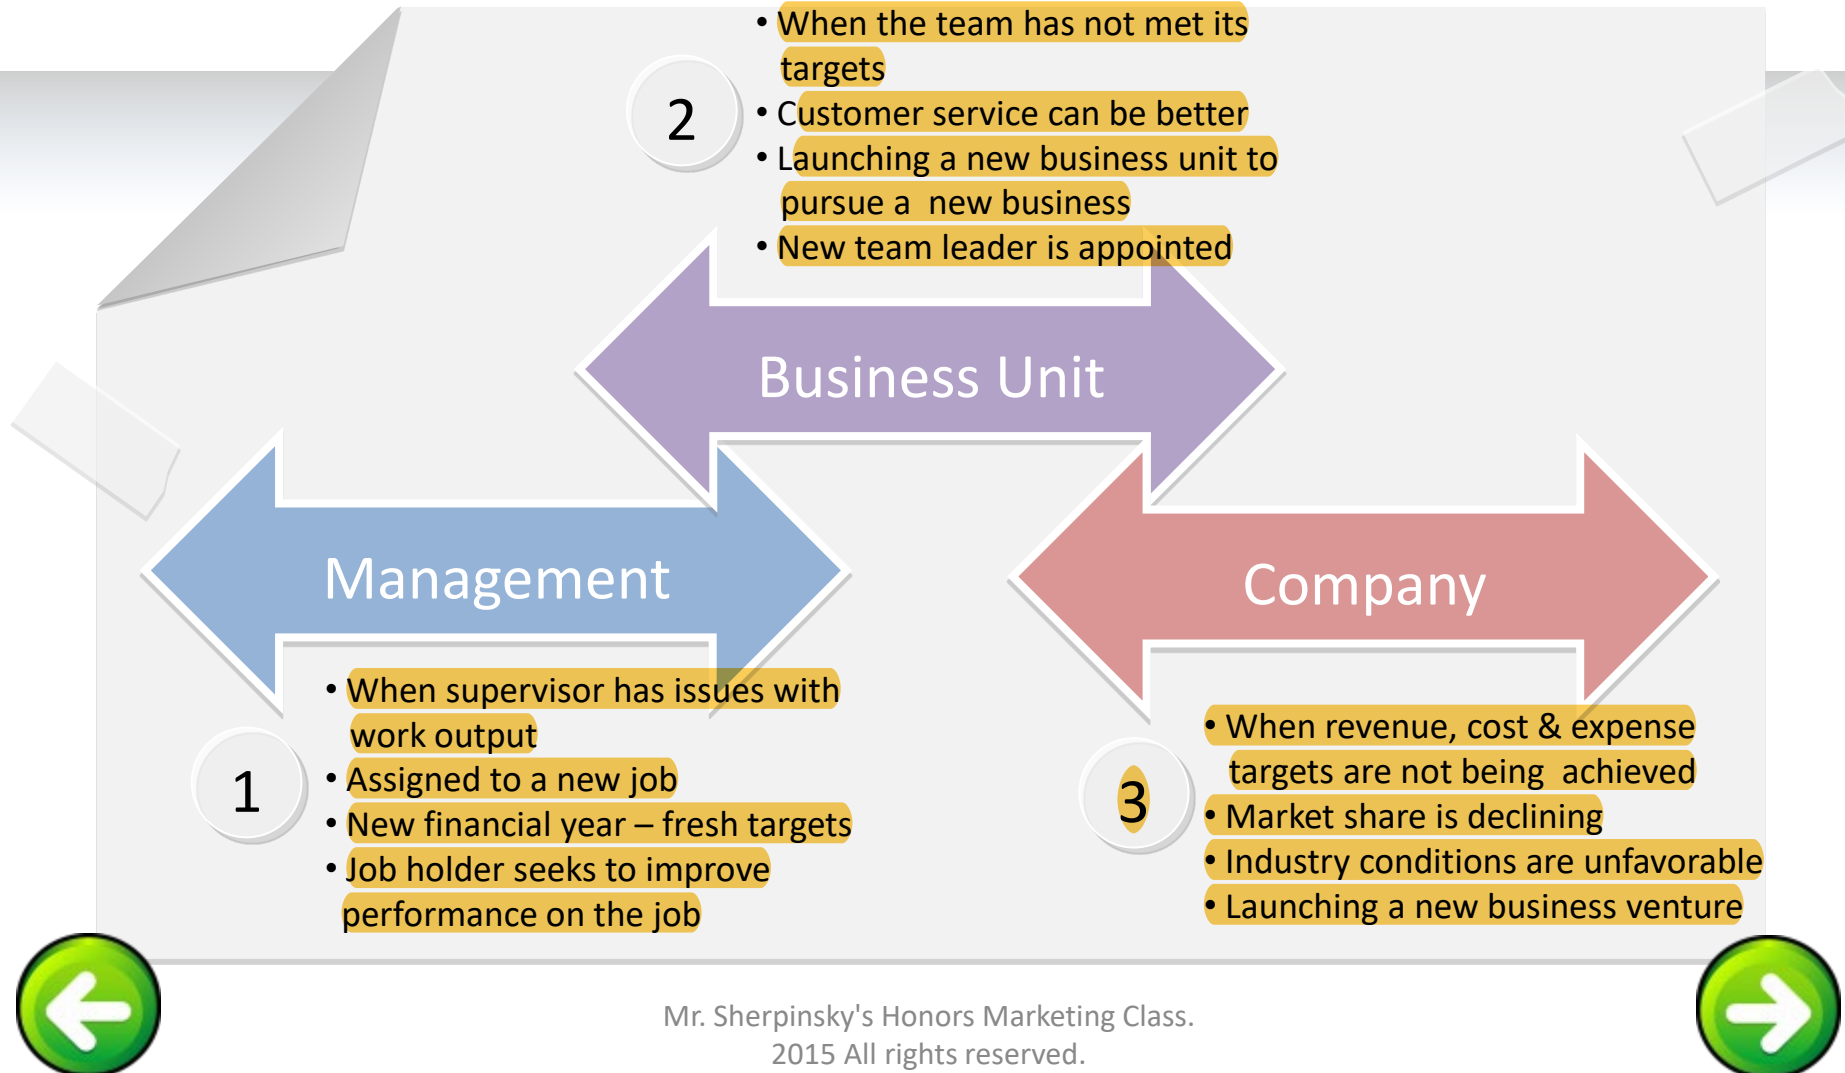 • When the team has not met its
targets
• Customer service can be better
• Launching a new business unit to
pursue a  new business
• New team leader is appointed
2
Business Unit
Management
Company
1
• When supervisor has issues with
work output
• Assigned to a new job
• New financial year – fresh targets
• Job holder seeks to improve
performance on the job
3
• When revenue, cost & expense
targets are not being  achieved
• Market share is declining
• Industry conditions are unfavorable
• Launching a new business venture
Mr. Sherpinsky's Honors Marketing Class.
2015 All rights reserved.